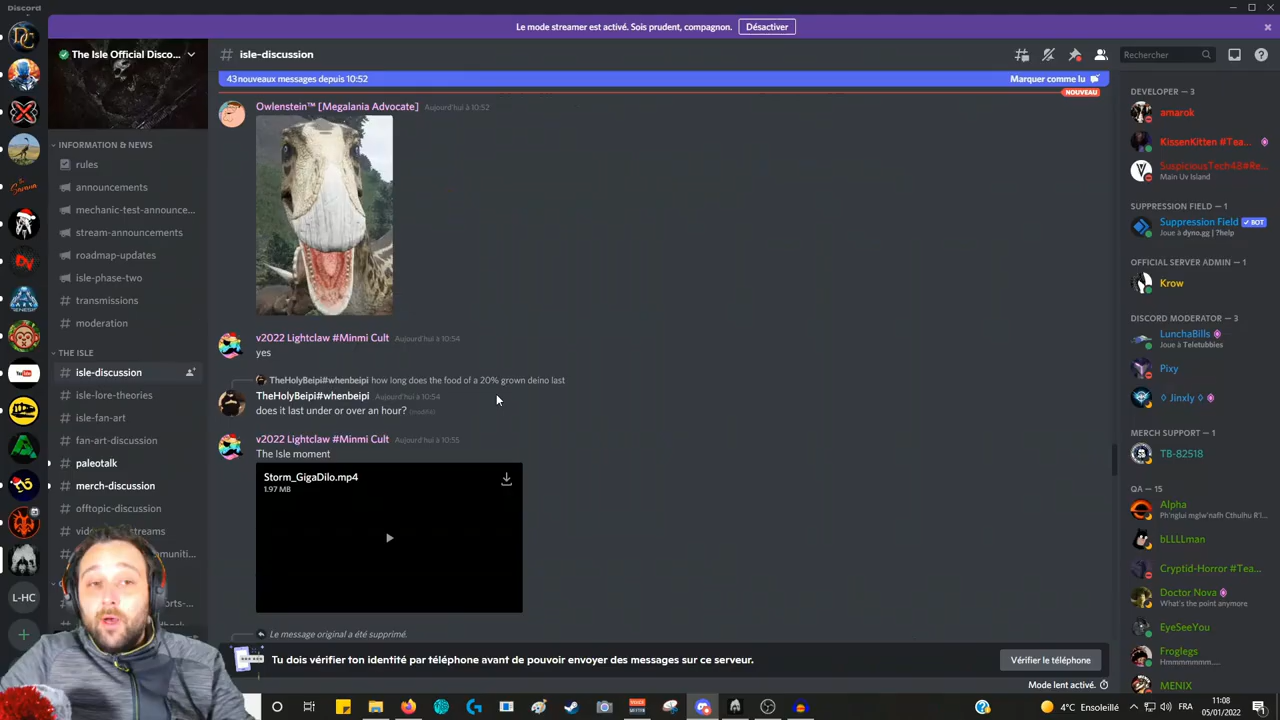 Discord
Le mode streamer est activé. Sois prudent, compagnon.
Désactiver
The Isle Official Disco...
isle-discussion
Rechercher
43 nouveaux messages depuis 10:52
Marquer comme lu
NOUVEAU
INFORMATION & NEWS
rules
announcements
mechanic-test-announce...
stream-announcements
roadmap-updates
isle-phase-two
transmissions
moderation
THE ISLE
isle-discussion
isle-lore-theories
isle-fan-art
fan-art-discussion
paleotalk
merch-discussion
offtopic-discussion
L-HC
Owlenstein™ [Megalania Advocate] Aujourd'hui à 10:52
v2022 Lightclaw #Minmi Cult Aujourd'hui à 10:54
yes
TheHolyBeipi#whenbeipi how long does the food of a 20% grown deino last
TheHolyBeipi#whenbeipi Aujourd'hui à 10:54
does it last under or over an hour? (modifié)
v2022 Lightclaw #Minmi Cult Aujourd'hui à 10:55
The Isle moment
Storm_GigaDilo.mp4
1.97 MB
Le message original a été supprimé.
Tu dois vérifier ton identité par téléphone avant de pouvoir envoyer des messages sur ce serveur.
Vérifier le téléphone
Mode lent activé.
DEVELOPER — 3
amarok
KissenKitten #Tea...
SuspiciousTech48#Re...
Main Uv Island
SUPPRESSION FIELD — 1
Suppression Field BOT
Joue à dyno.gg | ?help
OFFICIAL SERVER ADMIN — 1
Krow
DISCORD MODERATOR — 3
LunchaBills
Joue à Teletubbies
Pixy
◊ Jinxly ◊
MERCH SUPPORT — 1
TB-82518
QA — 15
Alpha
Ph'nglui mglw'nafh Cthulhu R'l...
bLLLLman
Cryptid-Horror #Tea...
Doctor Nova
What's the point anymore
EyeSeeYou
Froglegs
Hmmmmmmm....
MENIX
4°C Ensoleillé
FRA
11:08
05/01/2022